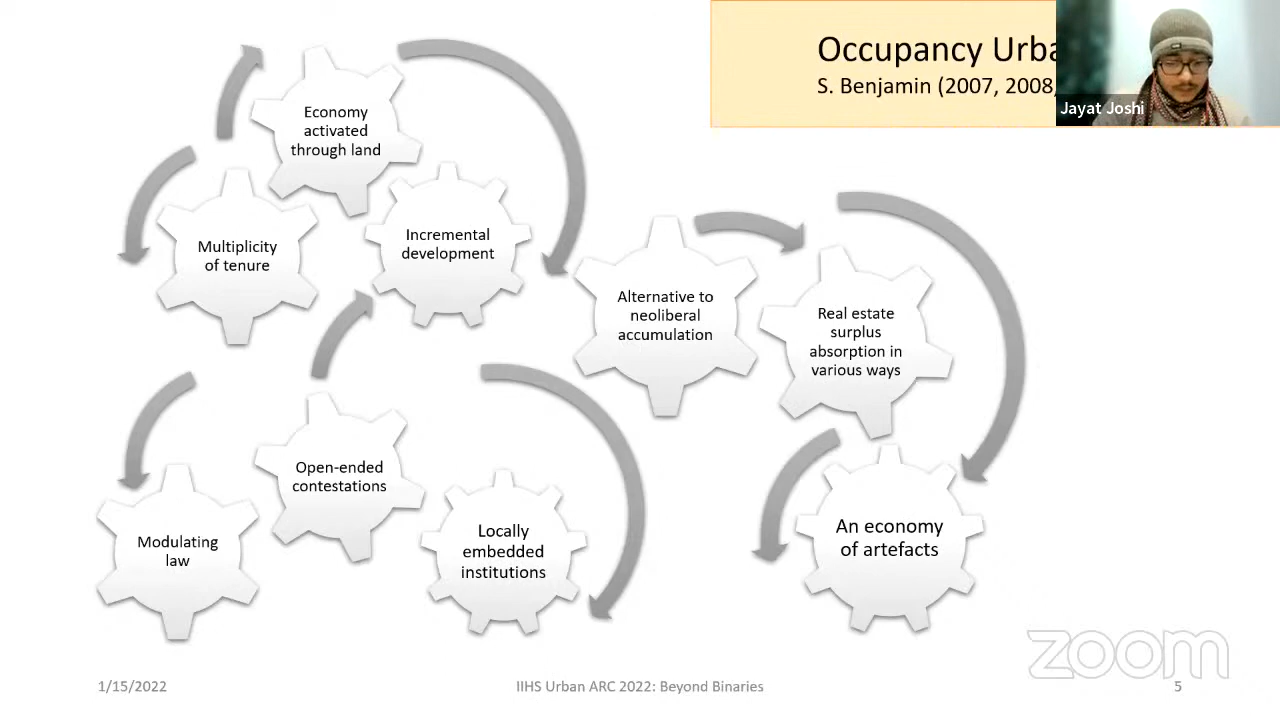 Occupancy Urba
S. Benjamin (2007, 2008,
Jayat Joshi
Economy
activated
through land
Multiplicity
of tenure
Incremental
development
Alternative to
neoliberal
accumulation
Real estate
surplus
absorption in
various ways
Open-ended
contestations
Modulating
law
Locally
embedded
institutions
An economy
of artefacts
zoom
1/15/2022
IIHS Urban ARC 2022: Beyond Binaries
5